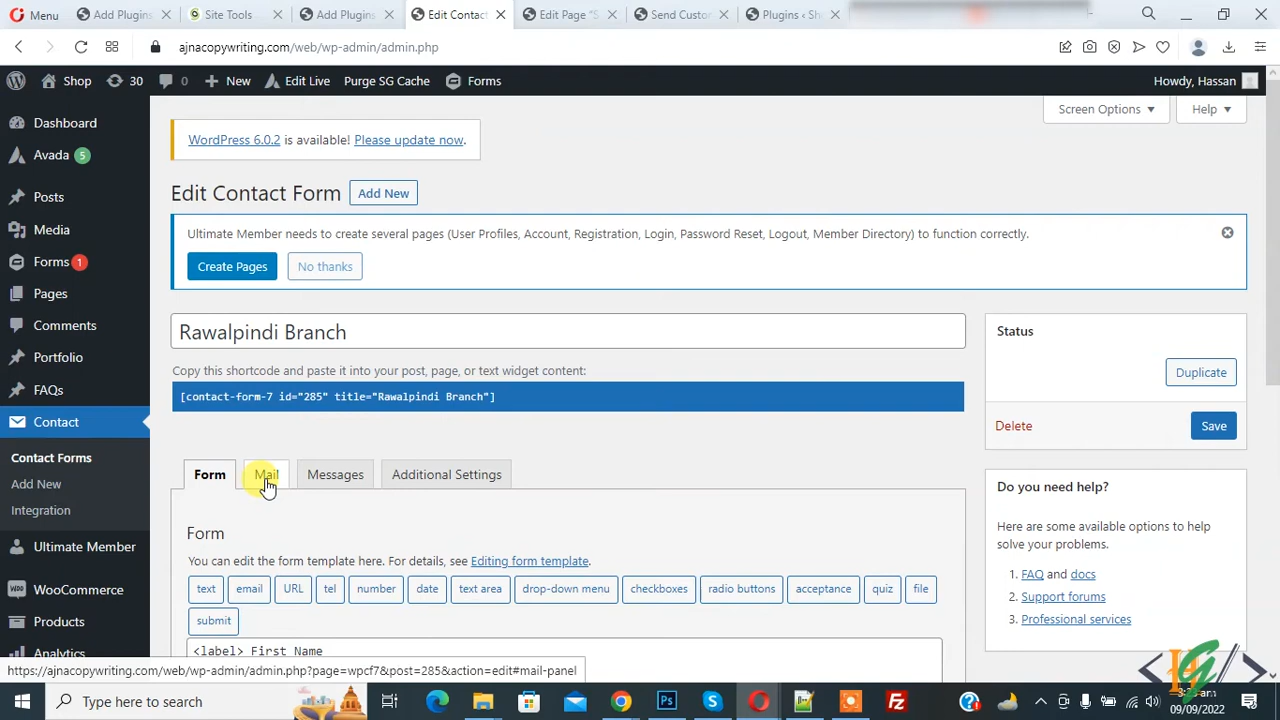 Menu
Add Plugins
Site Tools
Add Plugins
Edit Contact
Edit Page "S
Send Custo
Plugins ‹ Sh
ajnacopywriting.com/web/wp-admin/admin.php
Shop
30
0
New
Edit Live
Purge SG Cache
Forms
Howdy, Hassan
Screen Options
Help
Dashboard
Avada 5
Posts
Media
Forms 1
Pages
Comments
Portfolio
FAQs
Contact
Contact Forms
Add New
Integration
Ultimate Member
WooCommerce
Products
Analytics
WordPress 6.0.2 is available! Please update now.
Edit Contact Form
Add New
Ultimate Member needs to create several pages (User Profiles, Account, Registration, Login, Password Reset, Logout, Member Directory) to function correctly.
Create Pages
No thanks
Rawalpindi Branch
Copy this shortcode and paste it into your post, page, or text widget content:
[contact-form-7 id="285" title="Rawalpindi Branch"]
Form
Mail
Messages
Additional Settings
Form
You can edit the form template here. For details, see Editing form template.
text
email
URL
tel
number
date
text area
drop-down menu
checkboxes
radio buttons
acceptance
quiz
file
submit
<label> First Name
Status
Duplicate
Delete
Save
Do you need help?
Here are some available options to help
solve your problems.
1. FAQ and docs
2. Support forums
3. Professional services
https://ajnacopywriting.com/web/wp-admin/admin.php?page=wpcf7&post=285&action=edit#mail-panel
Type here to search
09/09/2022